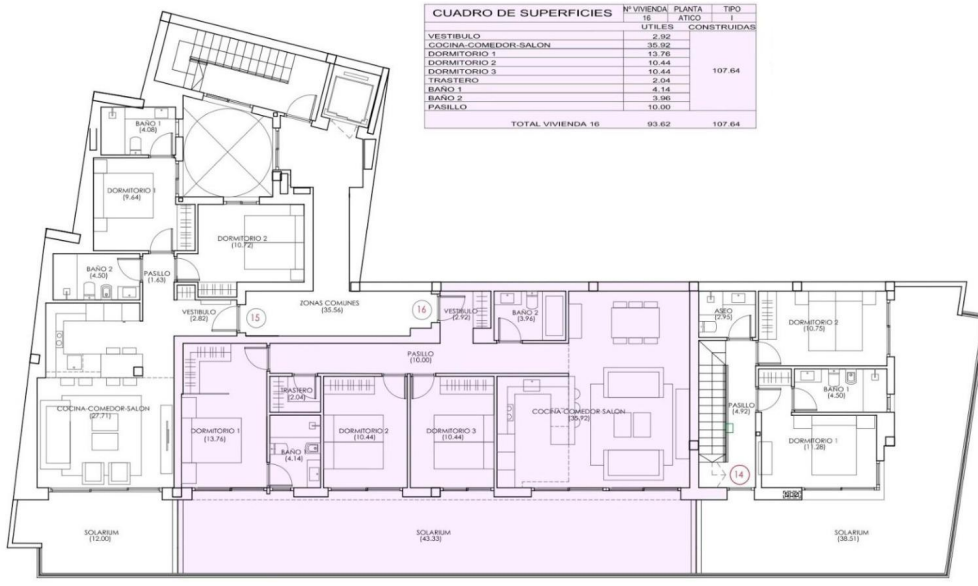 CUADRO DE SUPERFICIES Nº VIVIENDA PLANTA TIPO
16 ATICO I
UTILES CONSTRUIDAS
VESTIBULO 2.92
COCINA-COMEDOR-SALON 35.92
DORMITORIO 1 13.76
DORMITORIO 2 10.44
DORMITORIO 3 10.44
107.64
TRASTERO 2.04
BAÑO 1 4.14
BAÑO 2 3.96
PASILLO 10.00
TOTAL VIVIENDA 16 93.62 107.64
BAÑO 1
(4.08)
DORMITORIO 1
(9.64)
DORMITORIO 2
(10.72)
BAÑO 2
(4.50)
PASILLO
(1.63)
VESTIBULO
(2.82)
15
ZONAS COMUNES
(35.56)
16
VESTIBULO
(2.92)
BAÑO 2
(3.96)
ASEO
(2.95)
DORMITORIO 2
(10.75)
PASILLO
(10.00)
COCINA-COMEDOR-SALON
(27.71)
DORMITORIO 1
(13.76)
TRASTERO
(2.04)
BAÑO 1
(4.14)
DORMITORIO 2
(10.44)
DORMITORIO 3
(10.44)
COCINA-COMEDOR-SALON
(35.92)
PASILLO
(4.92)
BAÑO 1
(4.50)
DORMITORIO 1
(11.28)
14
SOLARIUM
(12.00)
SOLARIUM
(43.33)
SOLARIUM
(38.51)